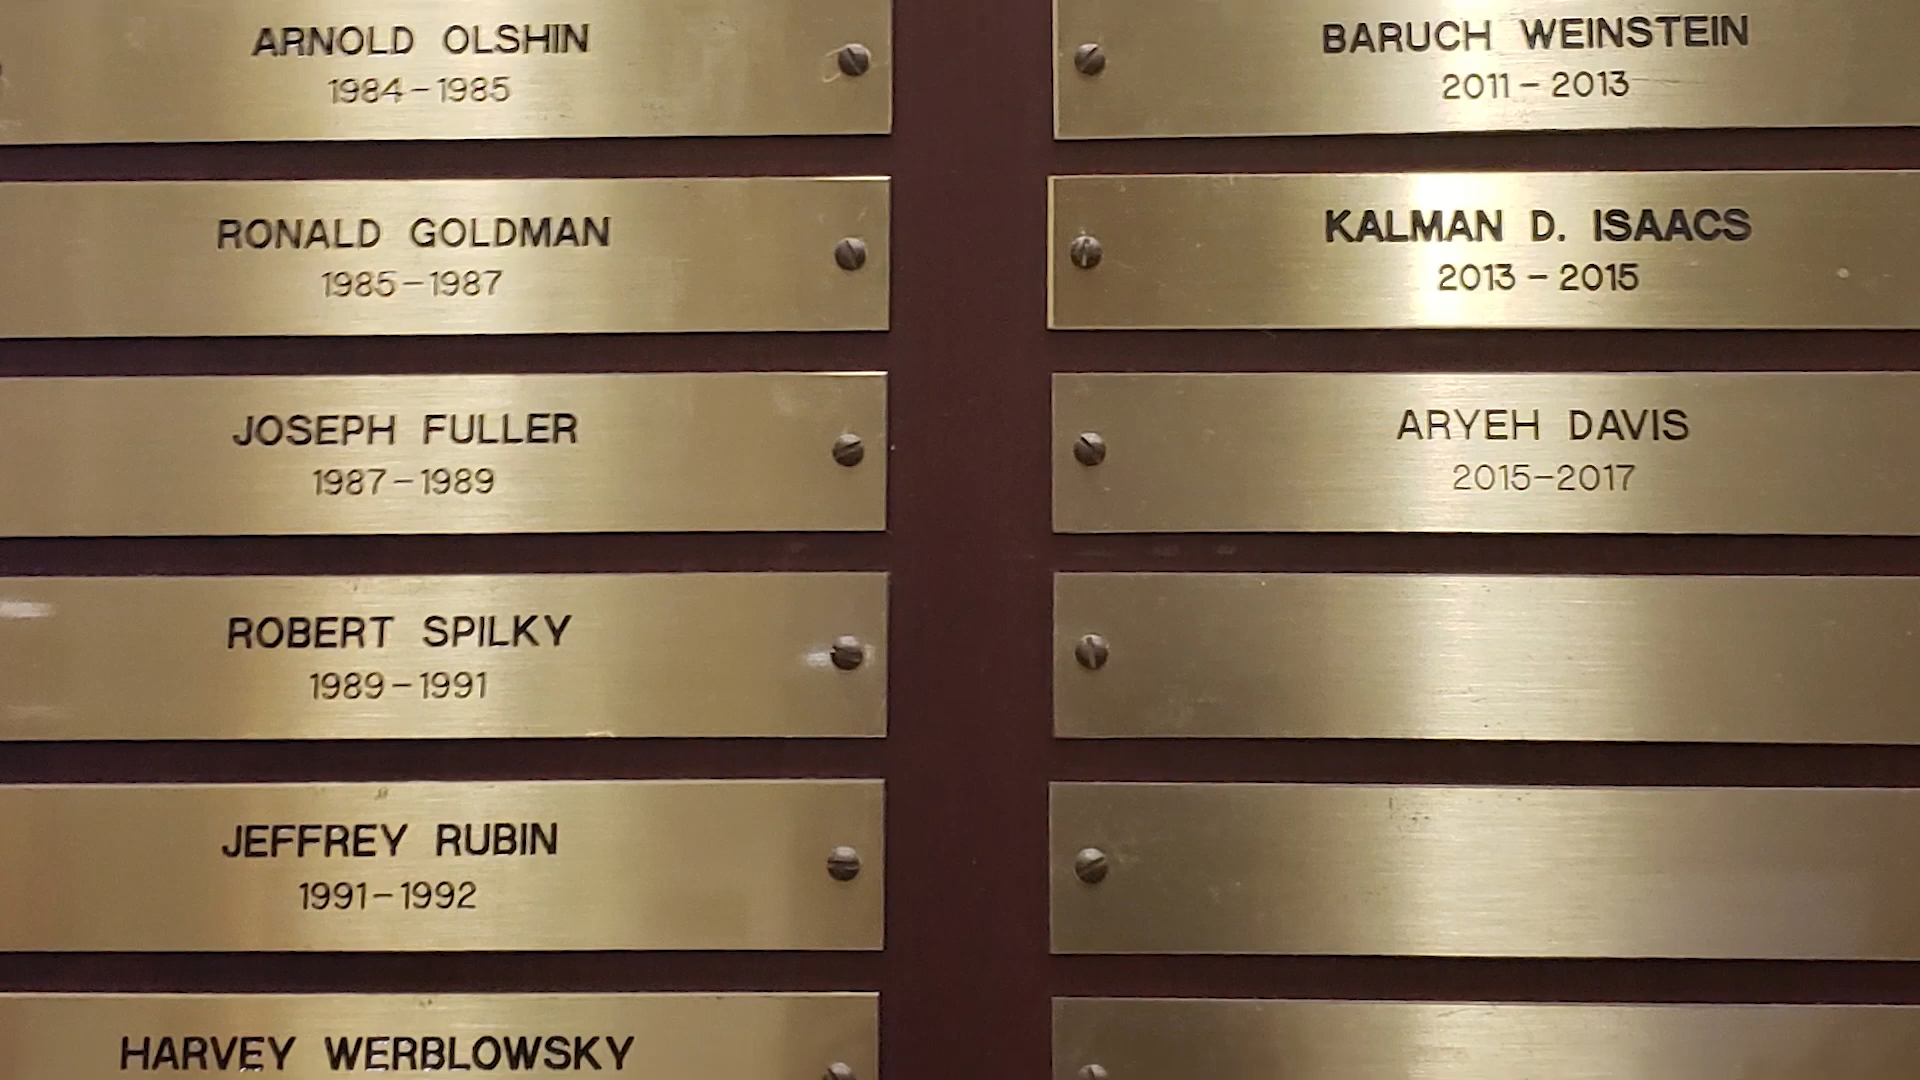 ARNOLD OLSHIN
1984-1985
RONALD GOLDMAN
1985-1987
JOSEPH FULLER
1987-1989
ROBERT SPILKY
1989-1991
JEFFREY RUBIN
1991-1992
HARVEY WERBLOWSKY
BARUCH WEINSTEIN
2011-2013
KALMAN D. ISAACS
2013-2015
ARYEH DAVIS
2015-2017